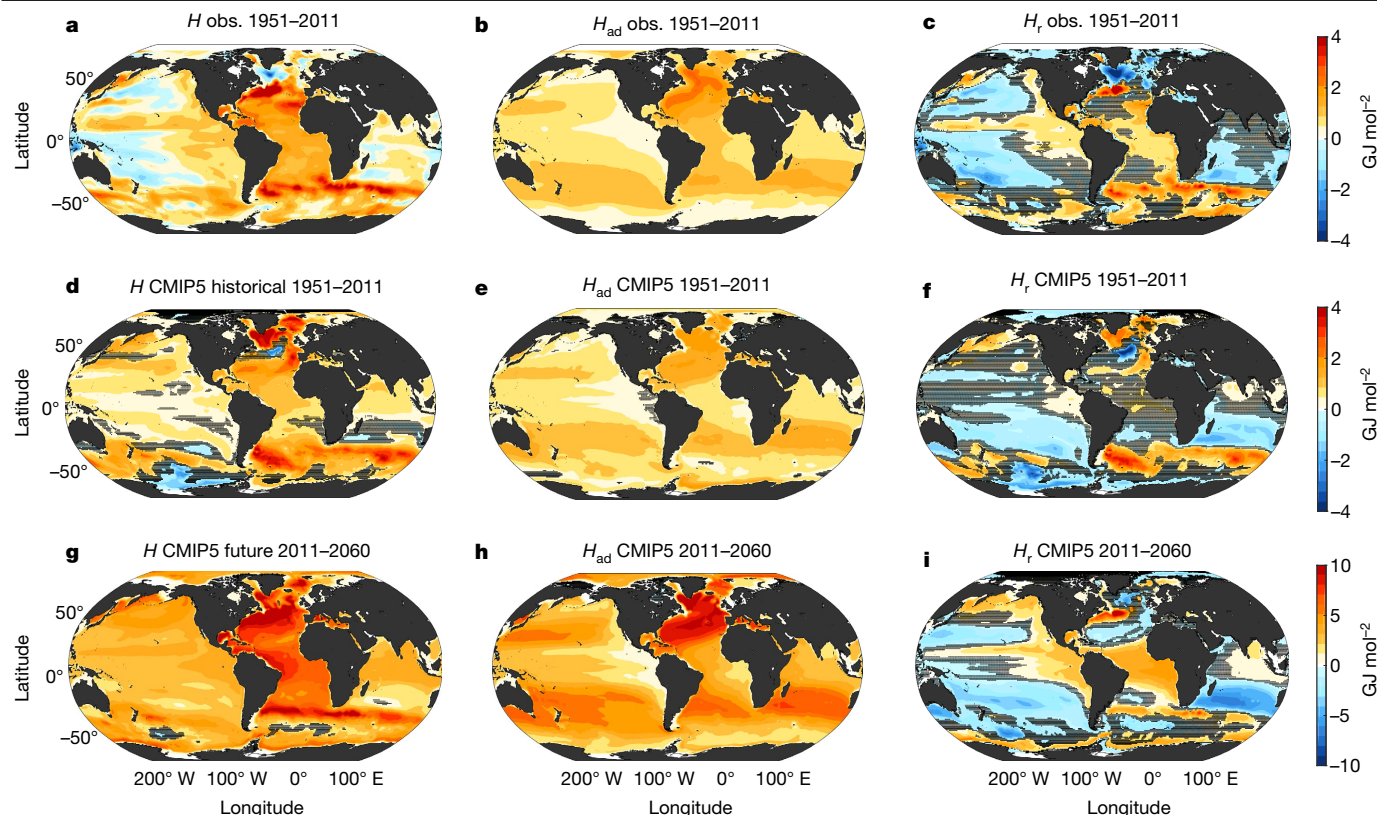 a H obs. 1951–2011
b Had obs. 1951–2011
c Hr obs. 1951–2011
50°
0°
–50°
Latitude
4
2
0
–2
–4
GJ mol–2
d H CMIP5 historical 1951–2011
e Had CMIP5 1951–2011
f Hr CMIP5 1951–2011
50°
0°
–50°
Latitude
4
2
0
–2
–4
GJ mol–2
g H CMIP5 future 2011–2060
h Had CMIP5 2011–2060
i Hr CMIP5 2011–2060
50°
0°
–50°
Latitude
10
5
0
–5
–10
GJ mol–2
200° W 100° W 0° 100° E
Longitude
200° W 100° W 0° 100° E
Longitude
200° W 100° W 0° 100° E
Longitude